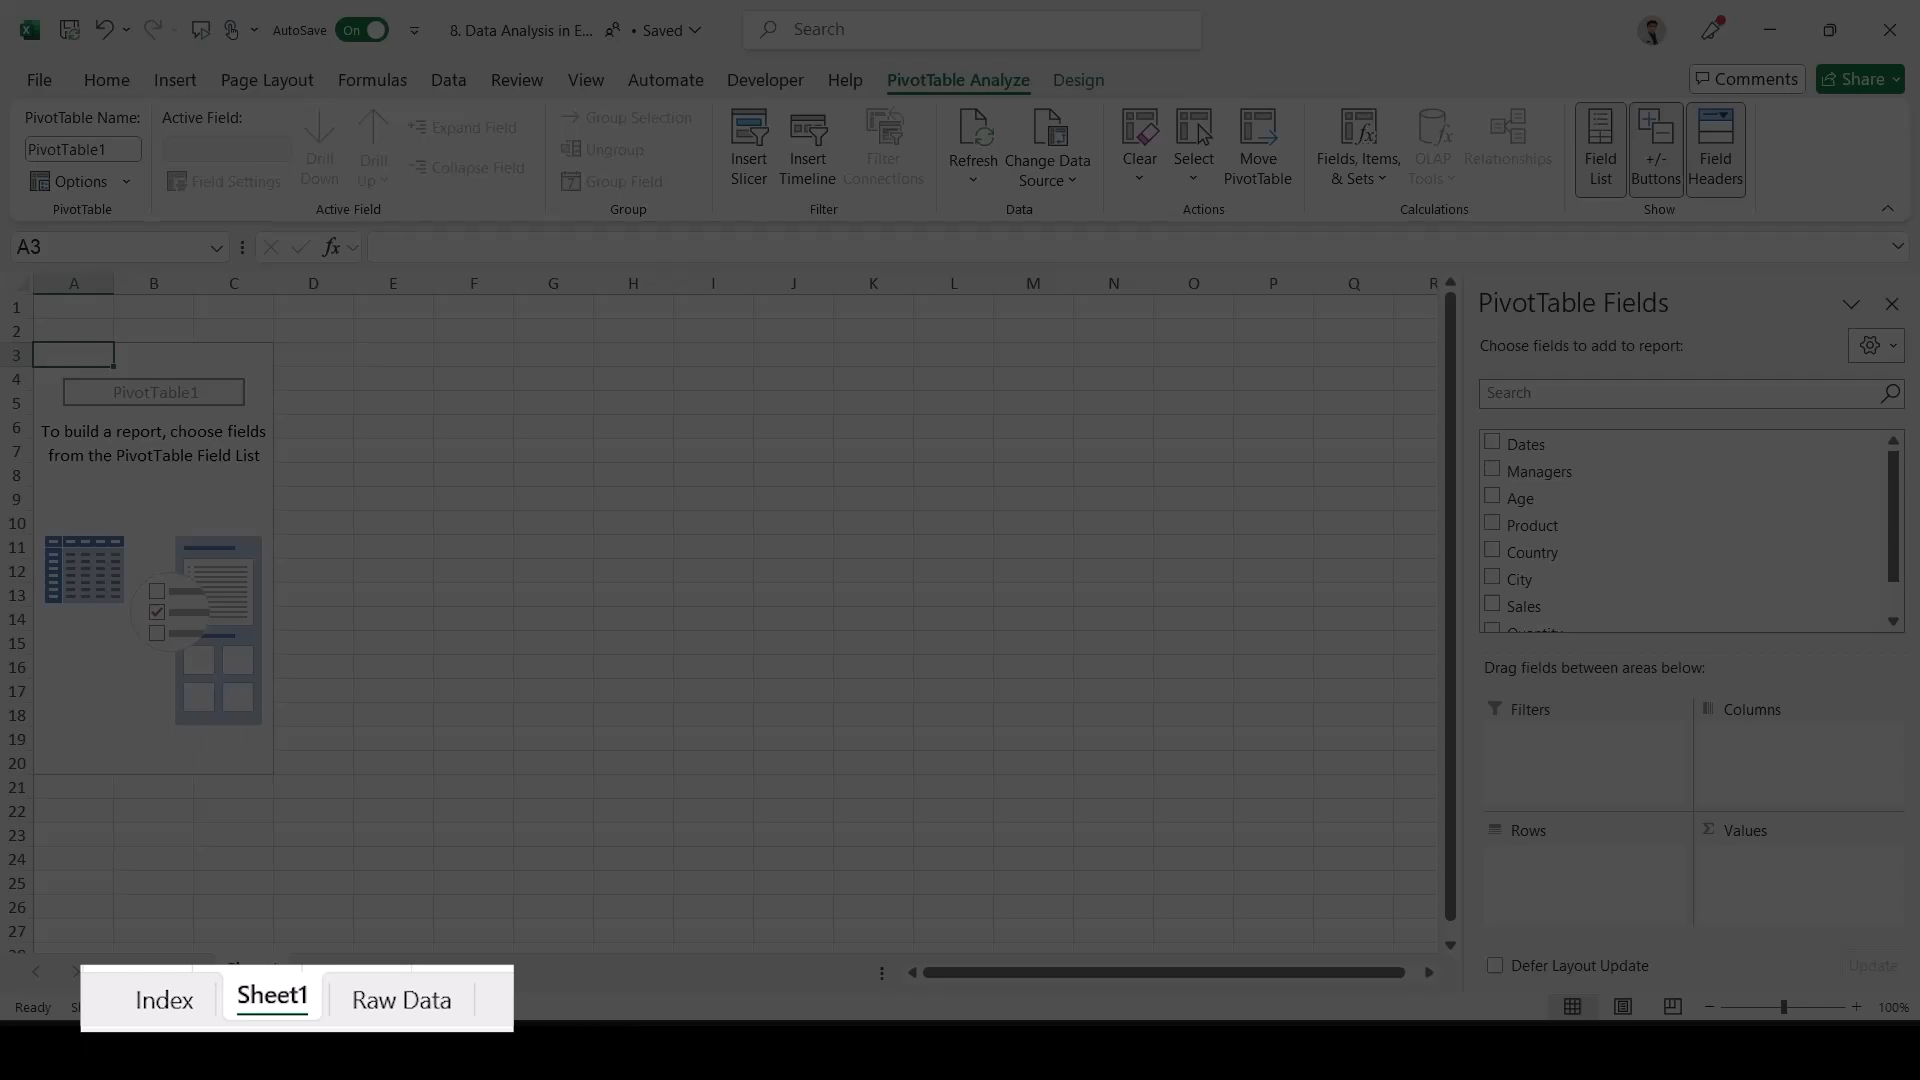 AutoSave On 8. Data Analysis in E... • Saved Search
File Home Insert Page Layout Formulas Data Review View Automate Developer Help PivotTable Analyze Design Comments Share
PivotTable Name:
PivotTable1
Options
PivotTable
Active Field:
Field Settings
Drill Down
Drill Up
Expand Field
Collapse Field
Active Field
Group Selection
Ungroup
Group Field
Group
Insert Slicer
Insert Timeline
Filter Connections
Filter
Refresh
Change Data Source
Data
Clear
Select
Move PivotTable
Actions
Fields, Items, & Sets
OLAP Tools
Relationships
Calculations
Field List
+/- Buttons
Field Headers
Show
A3 fx
A B C D E F G H I J K L M N O P Q R
1
2
3
4
5
6
7
8
9
10
11
12
13
14
15
16
17
18
19
20
21
22
23
24
25
26
27
PivotTable1
To build a report, choose fields
from the PivotTable Field List
PivotTable Fields
Choose fields to add to report:
Search
Dates
Managers
Age
Product
Country
City
Sales
Quantity
Drag fields between areas below:
Filters
Columns
Rows
Σ Values
Defer Layout Update
Update
Index Sheet1 Raw Data
Ready
100%